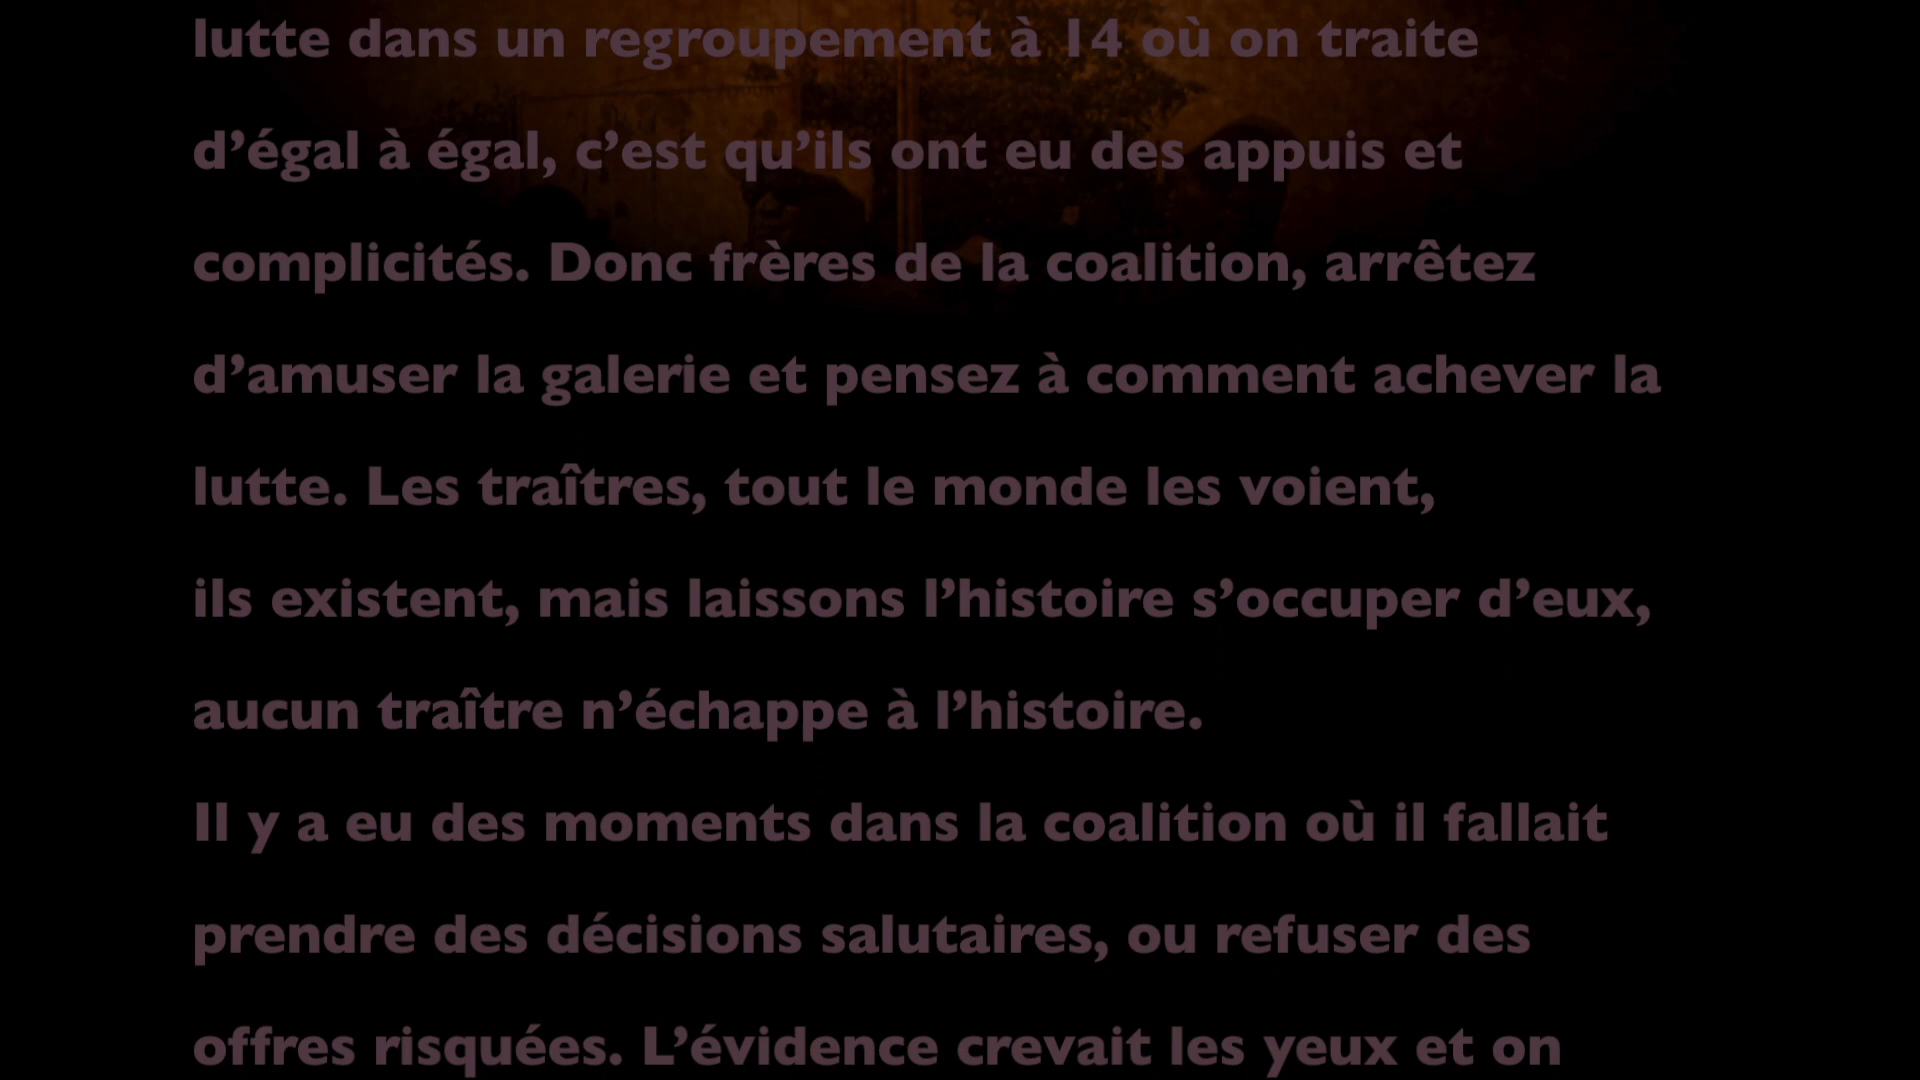 lutte dans un regroupement à 14 où on traite
d’égal à égal, c’est qu’ils ont eu des appuis et
complicités. Donc frères de la coalition, arrêtez
d’amuser la galerie et pensez à comment achever la
lutte. Les traîtres, tout le monde les voient,
ils existent, mais laissons l’histoire s’occuper d’eux,
aucun traître n’échappe à l’histoire.
Il y a eu des moments dans la coalition où il fallait
prendre des décisions salutaires, ou refuser des
offres risquées. L’évidence crevait les yeux et on